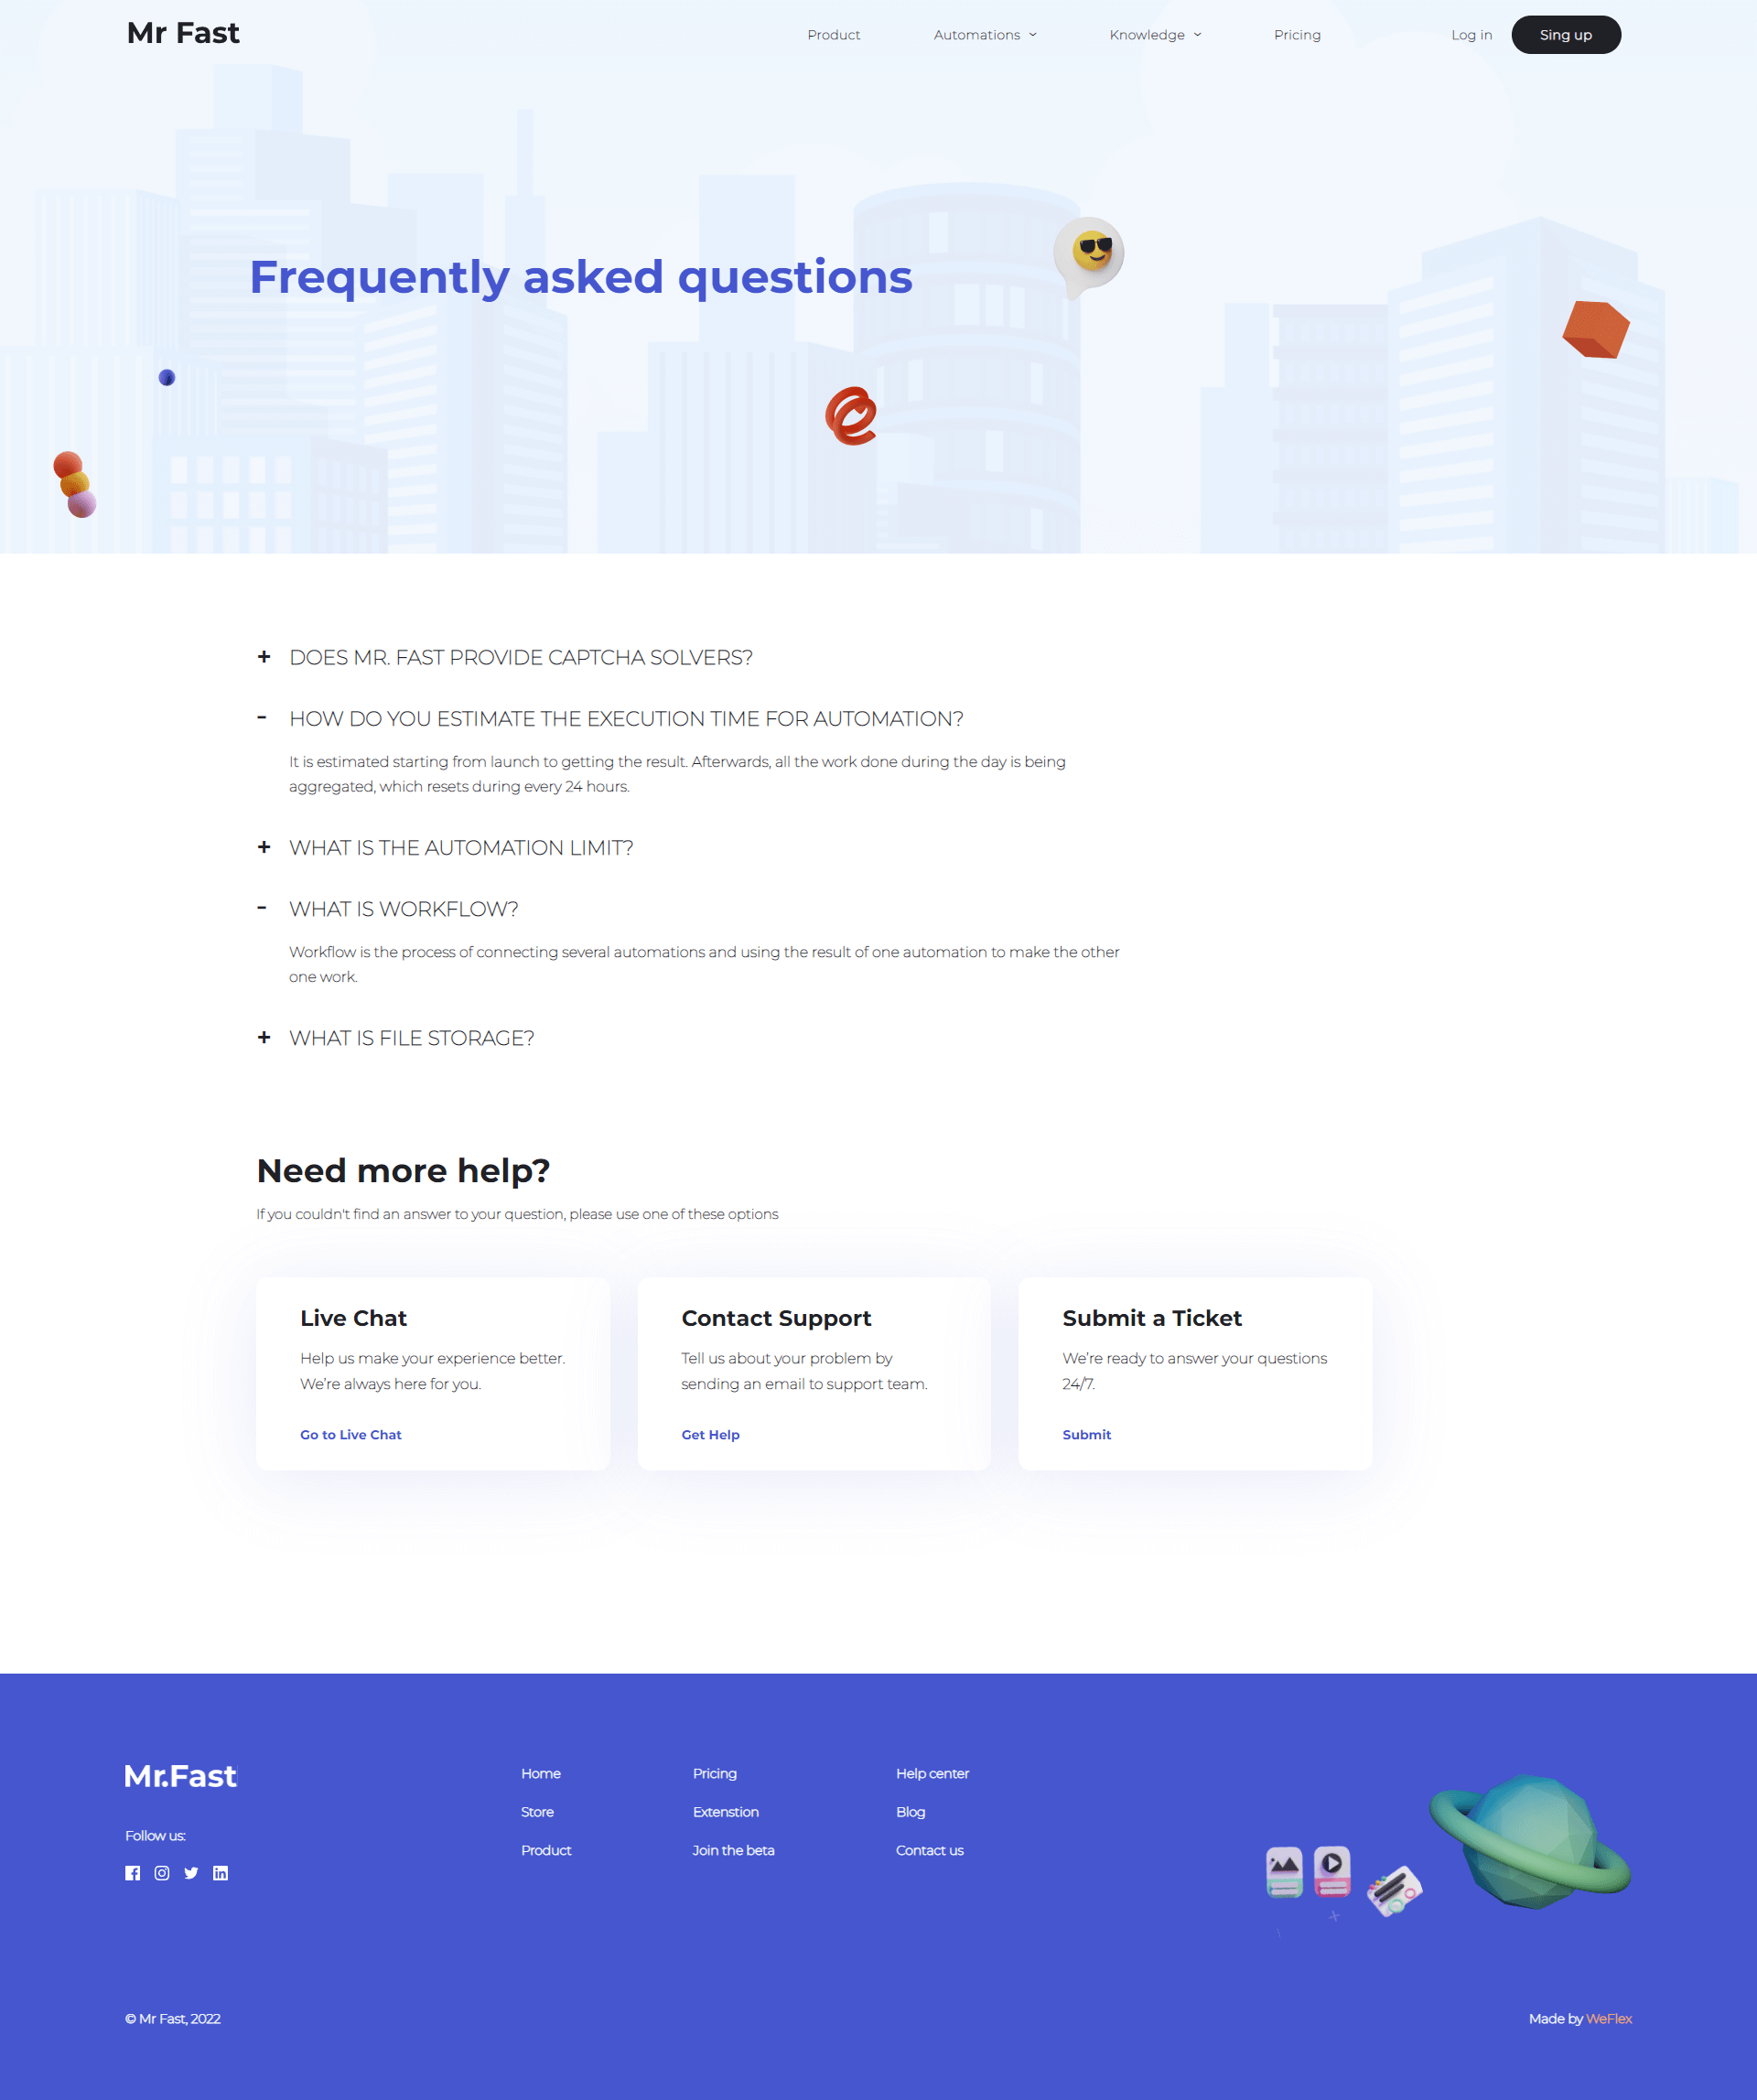 Mr Fast
Product
Automations
Knowledge
Pricing
Log in
Sing up
Frequently asked questions
+ DOES MR. FAST PROVIDE CAPTCHA SOLVERS?
- HOW DO YOU ESTIMATE THE EXECUTION TIME FOR AUTOMATION?
It is estimated starting from launch to getting the result. Afterwards, all the work done during the day is being
aggregated, which resets during every 24 hours.
+ WHAT IS THE AUTOMATION LIMIT?
- WHAT IS WORKFLOW?
Workflow is the process of connecting several automations and using the result of one automation to make the other
one work.
+ WHAT IS FILE STORAGE?
Need more help?
If you couldn't find an answer to your question, please use one of these options
Live Chat
Help us make your experience better.
We’re always here for you.
Go to Live Chat
Contact Support
Tell us about your problem by
sending an email to support team.
Get Help
Submit a Ticket
We’re ready to answer your questions
24/7.
Submit
Mr.Fast
Follow us:
Home
Store
Product
Pricing
Extenstion
Join the beta
Help center
Blog
Contact us
© Mr Fast, 2022
Made by WeFlex